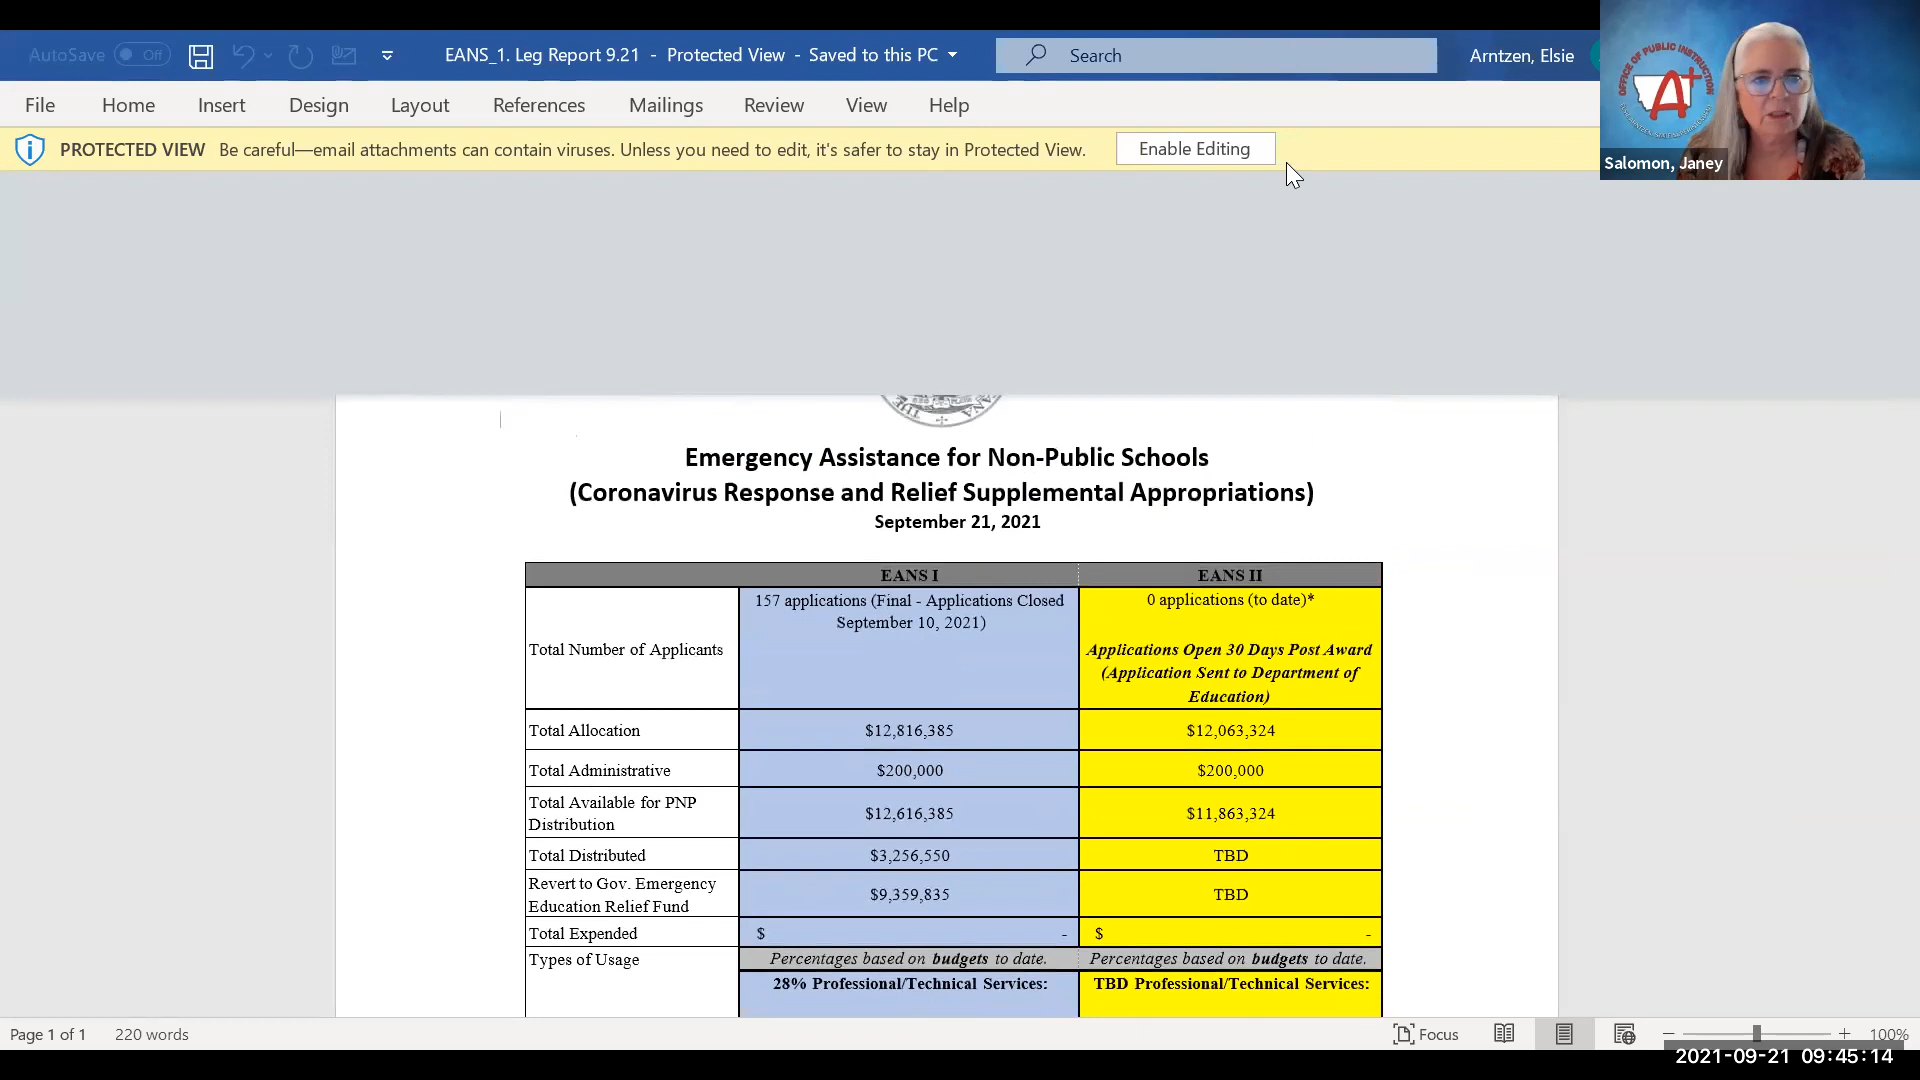 AutoSave Off
EANS_1. Leg Report 9.21 - Protected View - Saved to this PC
Search
Arntzen, Elsie
OFFICE OF PUBLIC INSTRUCTION
A+
Salomon, Janey
File Home Insert Design Layout References Mailings Review View Help
PROTECTED VIEW Be careful—email attachments can contain viruses. Unless you need to edit, it's safer to stay in Protected View.
Enable Editing
Emergency Assistance for Non-Public Schools
(Coronavirus Response and Relief Supplemental Appropriations)
September 21, 2021
EANS I EANS II
Total Number of Applicants
157 applications (Final - Applications Closed
September 10, 2021)
0 applications (to date)*
Applications Open 30 Days Post Award
(Application Sent to Department of
Education)
Total Allocation $12,816,385 $12,063,324
Total Administrative $200,000 $200,000
Total Available for PNP
Distribution
$12,616,385 $11,863,324
Total Distributed $3,256,550 TBD
Revert to Gov. Emergency
Education Relief Fund
$9,359,835 TBD
Total Expended $ - $ -
Types of Usage
Percentages based on budgets to date. Percentages based on budgets to date.
28% Professional/Technical Services: TBD Professional/Technical Services:
Page 1 of 1 220 words
Focus
100%
2021-09-21 09:45:14